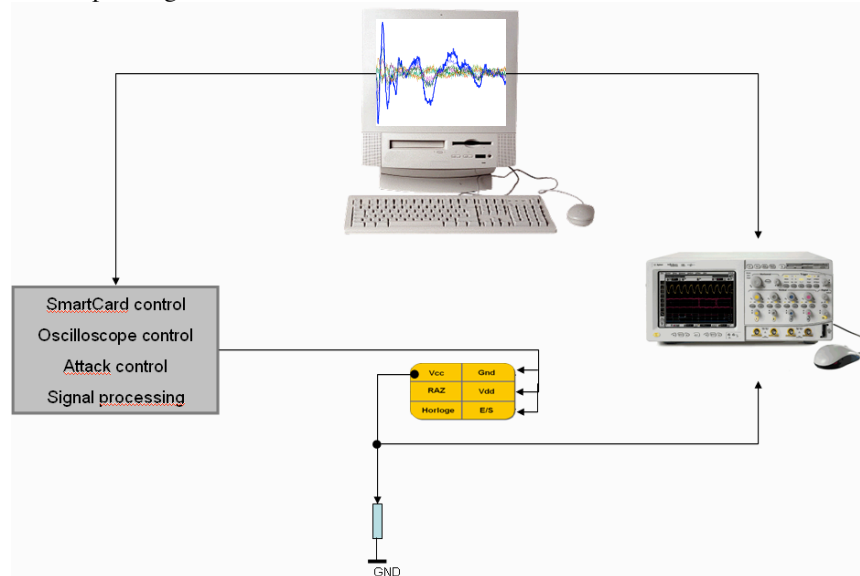 SmartCard control
Oscilloscope control
Attack control
Signal processing
Vcc Gnd
RAZ Vdd
Horloge E/S
GND